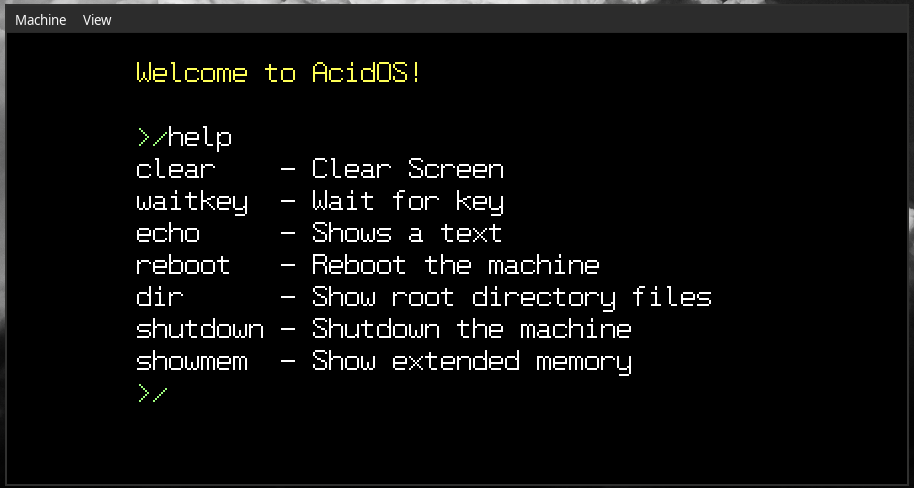 Machine View
Welcome to AcidOS!
>/help
clear    - Clear Screen
waitkey  - Wait for key
echo     - Shows a text
reboot   - Reboot the machine
dir      - Show root directory files
shutdown - Shutdown the machine
showmem  - Show extended memory
>/